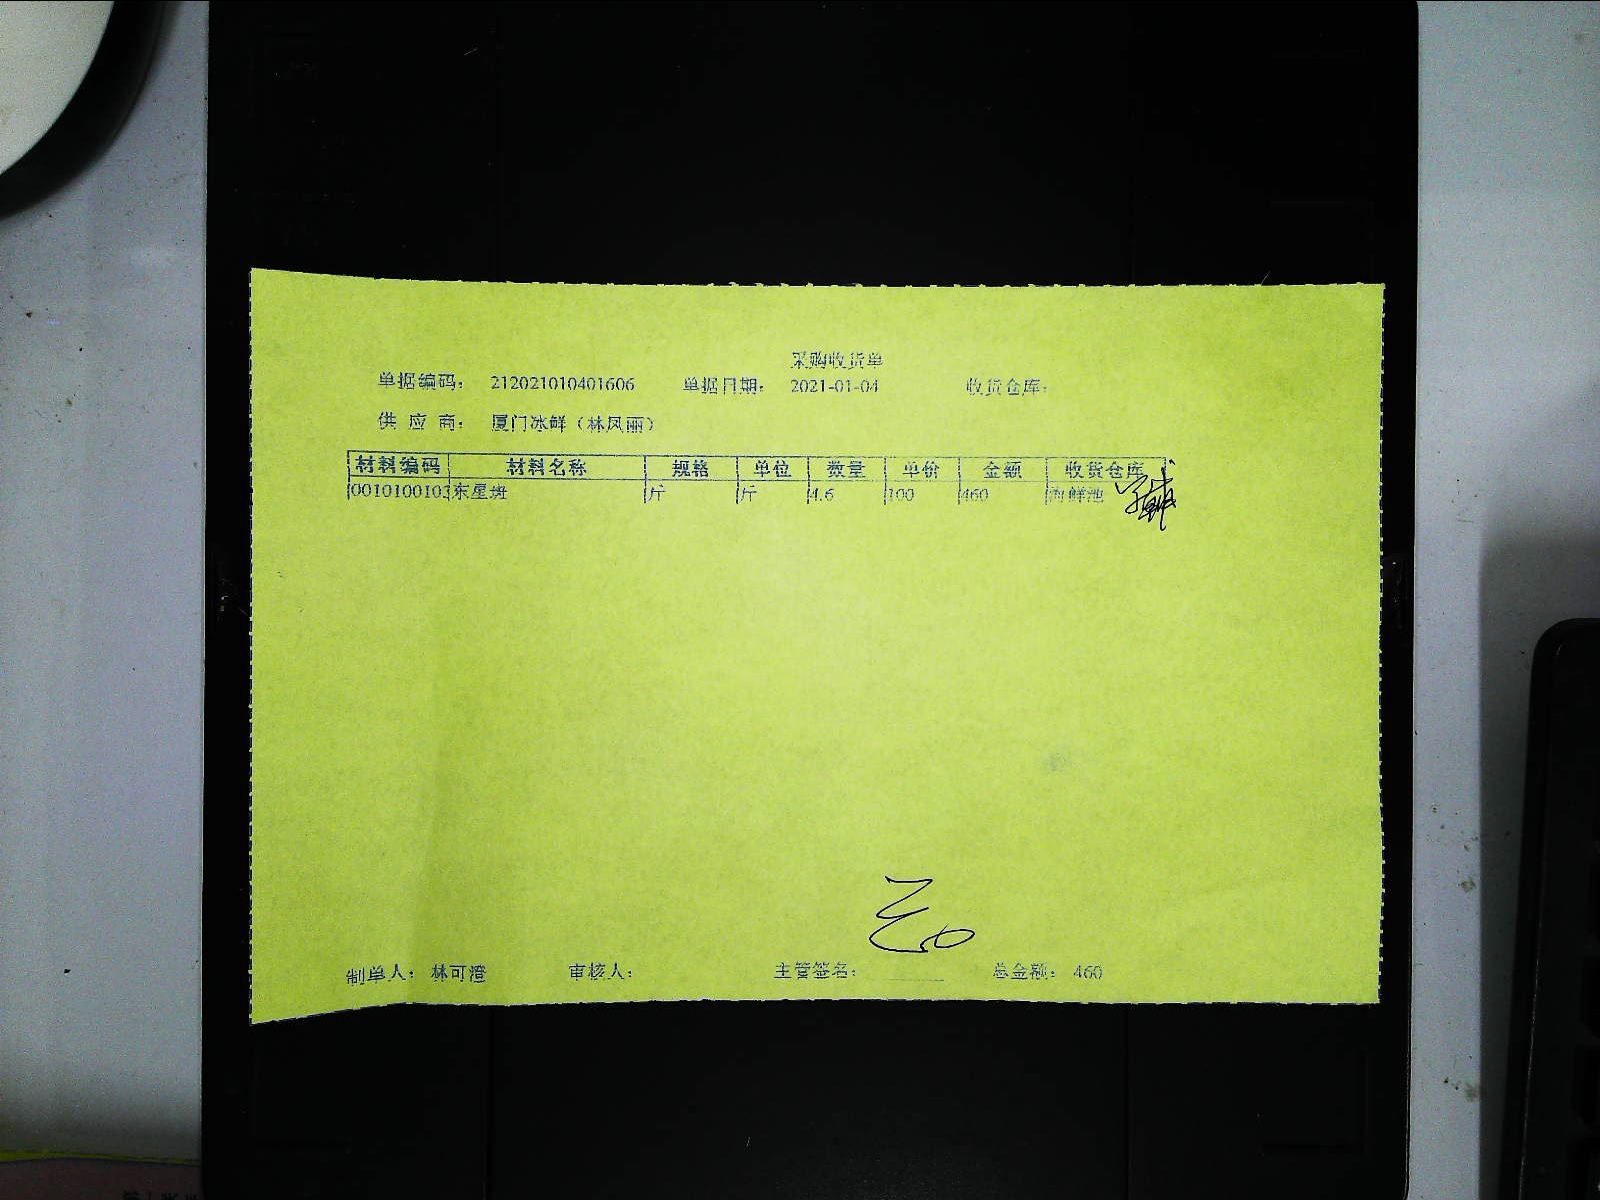 采购收货单
单据编码: 212021010401606 单据日期: 2021-01-04 收货仓库:
供 应 商: 厦门冰鲜（林凤丽）
材料编码 材料名称 规格 单位 数量 单价 金额 收货仓库
0010100103 东星斑 斤 斤 4.6 100 460 海鲜池
制单人: 林可澄 审核人: 主管签名: 总金额: 460